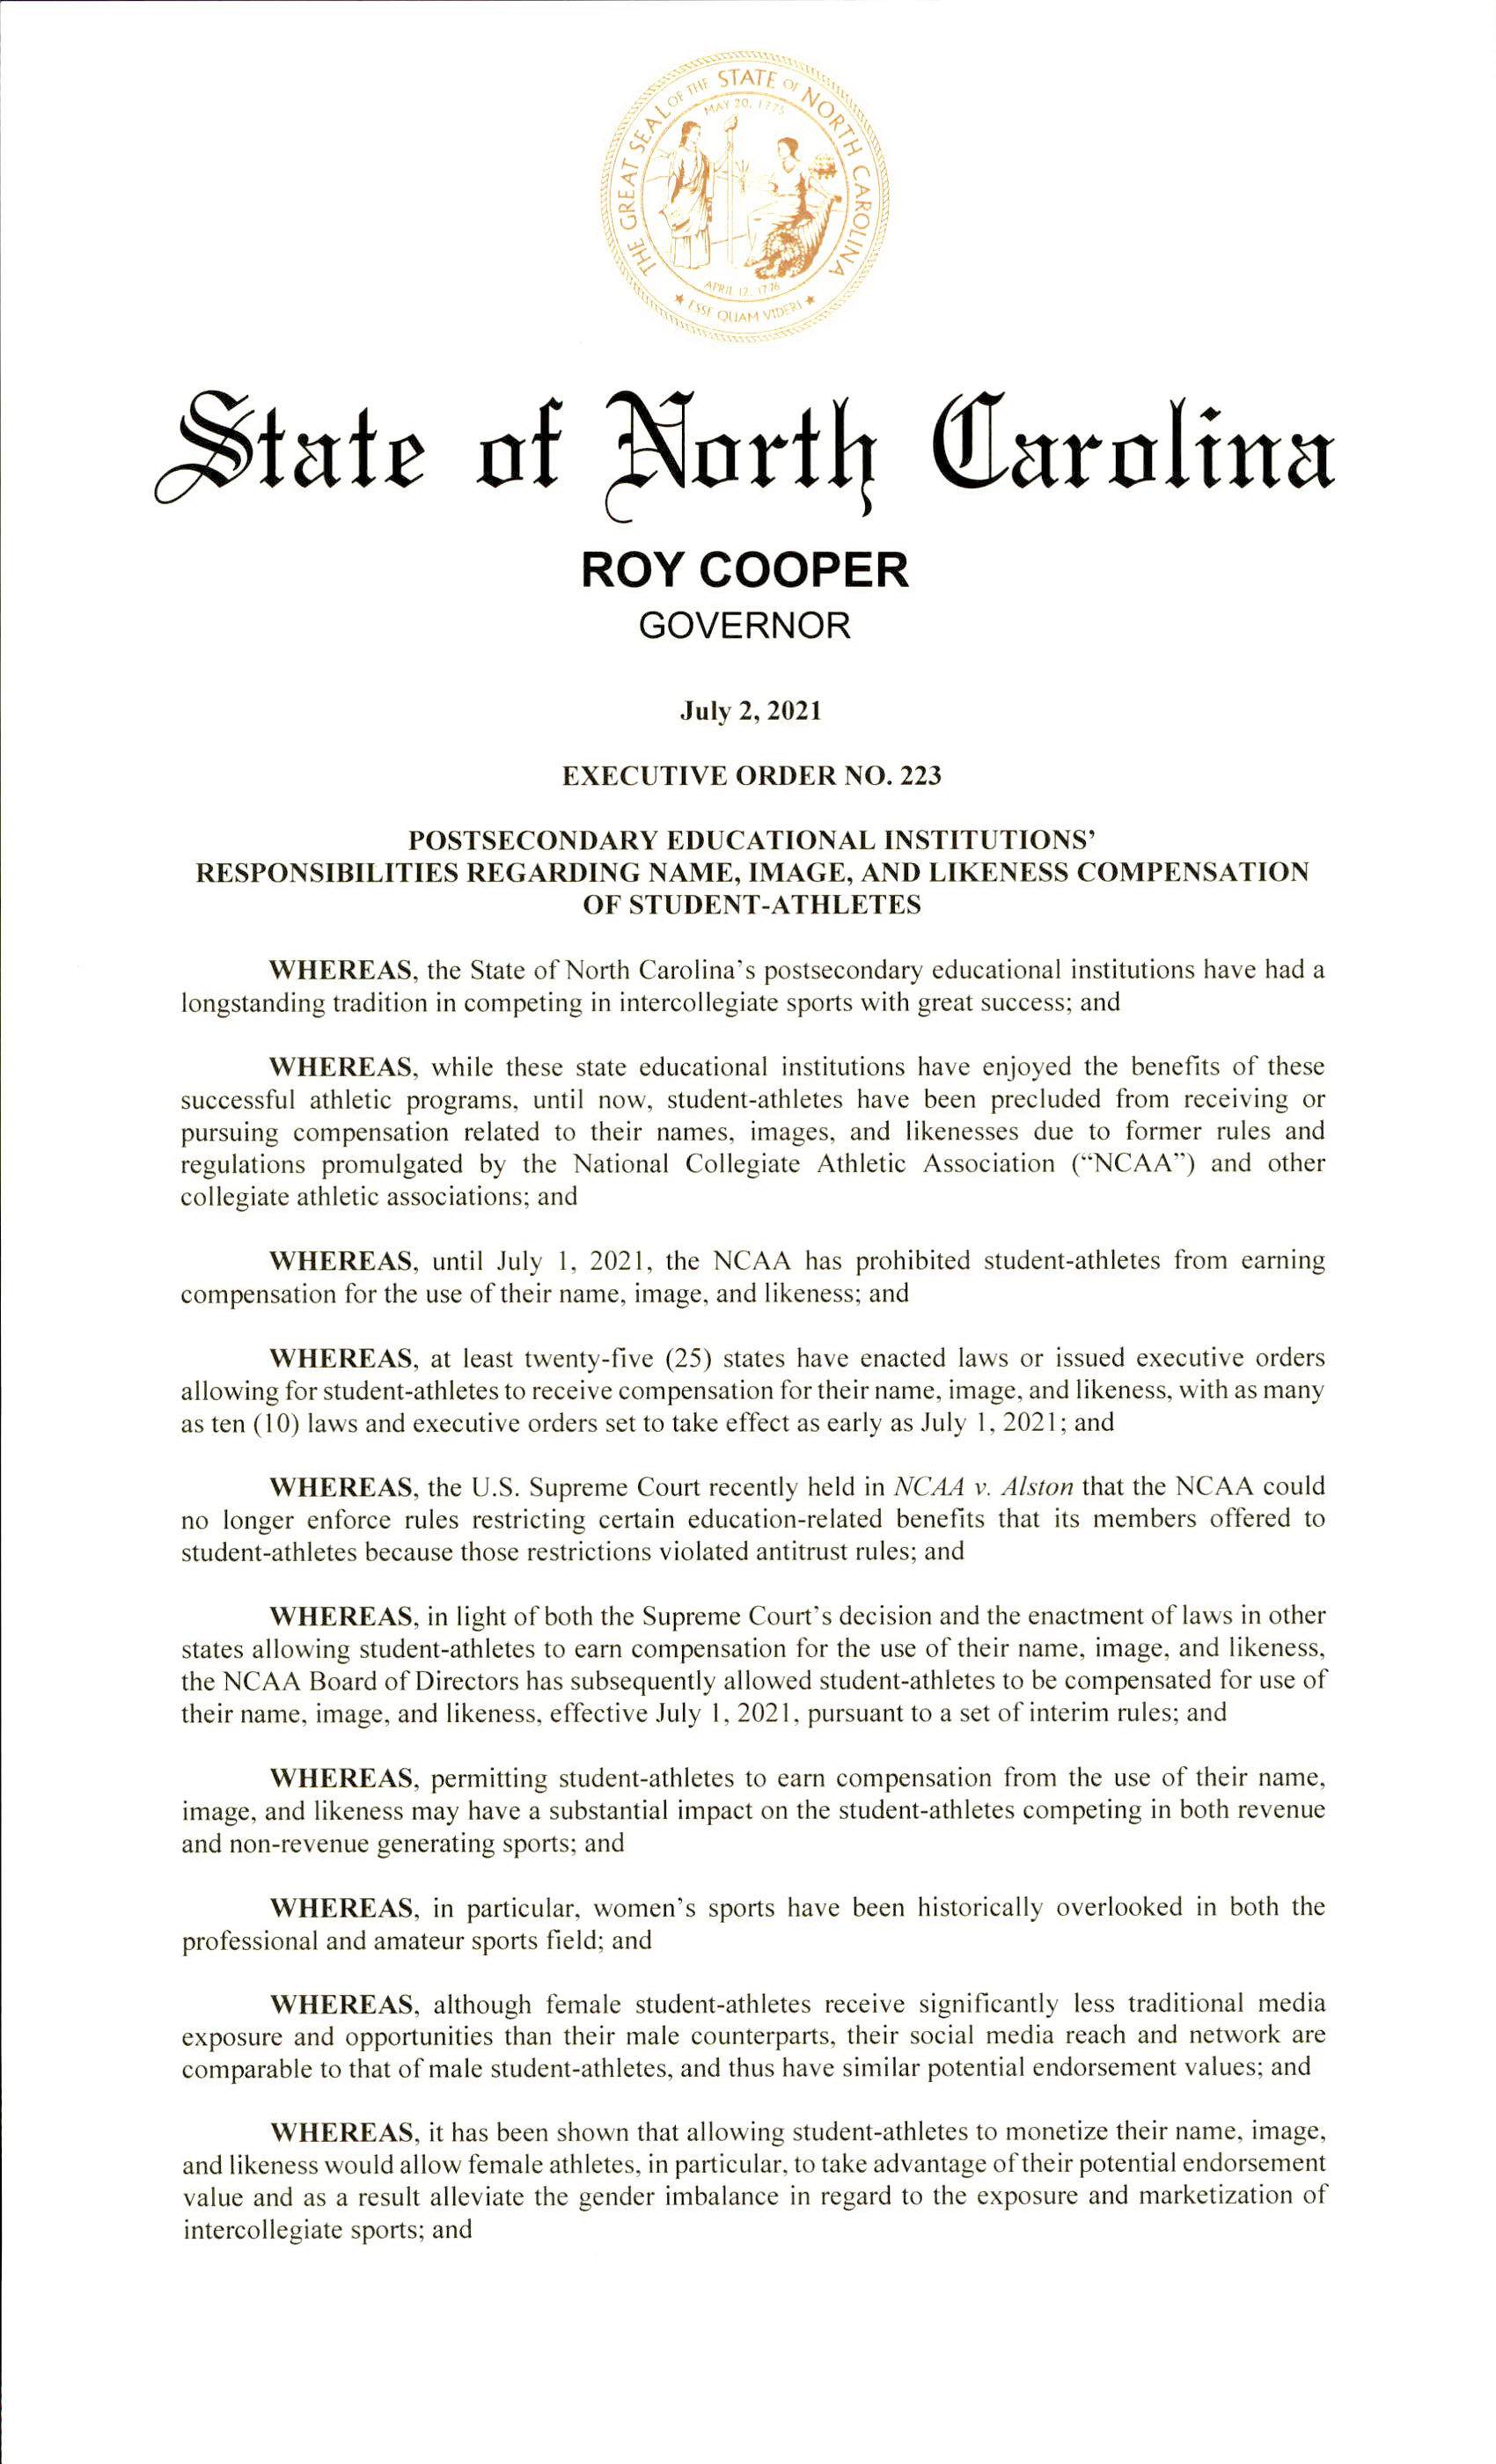 THE GREAT SEAL OF THE STATE OF NORTH CAROLINA
MAY 20, 1775
APRIL 12, 1776
ESSE QUAM VIDERI
State of North Carolina
ROY COOPER
GOVERNOR
July 2, 2021
EXECUTIVE ORDER NO. 223
POSTSECONDARY EDUCATIONAL INSTITUTIONS’
RESPONSIBILITIES REGARDING NAME, IMAGE, AND LIKENESS COMPENSATION
OF STUDENT-ATHLETES
WHEREAS, the State of North Carolina’s postsecondary educational institutions have had a
longstanding tradition in competing in intercollegiate sports with great success; and
WHEREAS, while these state educational institutions have enjoyed the benefits of these
successful athletic programs, until now, student-athletes have been precluded from receiving or
pursuing compensation related to their names, images, and likenesses due to former rules and
regulations promulgated by the National Collegiate Athletic Association (“NCAA”) and other
collegiate athletic associations; and
WHEREAS, until July 1, 2021, the NCAA has prohibited student-athletes from earning
compensation for the use of their name, image, and likeness; and
WHEREAS, at least twenty-five (25) states have enacted laws or issued executive orders
allowing for student-athletes to receive compensation for their name, image, and likeness, with as many
as ten (10) laws and executive orders set to take effect as early as July 1, 2021; and
WHEREAS, the U.S. Supreme Court recently held in NCAA v. Alston that the NCAA could
no longer enforce rules restricting certain education-related benefits that its members offered to
student-athletes because those restrictions violated antitrust rules; and
WHEREAS, in light of both the Supreme Court’s decision and the enactment of laws in other
states allowing student-athletes to earn compensation for the use of their name, image, and likeness,
the NCAA Board of Directors has subsequently allowed student-athletes to be compensated for use of
their name, image, and likeness, effective July 1, 2021, pursuant to a set of interim rules; and
WHEREAS, permitting student-athletes to earn compensation from the use of their name,
image, and likeness may have a substantial impact on the student-athletes competing in both revenue
and non-revenue generating sports; and
WHEREAS, in particular, women’s sports have been historically overlooked in both the
professional and amateur sports field; and
WHEREAS, although female student-athletes receive significantly less traditional media
exposure and opportunities than their male counterparts, their social media reach and network are
comparable to that of male student-athletes, and thus have similar potential endorsement values; and
WHEREAS, it has been shown that allowing student-athletes to monetize their name, image,
and likeness would allow female athletes, in particular, to take advantage of their potential endorsement
value and as a result alleviate the gender imbalance in regard to the exposure and marketization of
intercollegiate sports; and